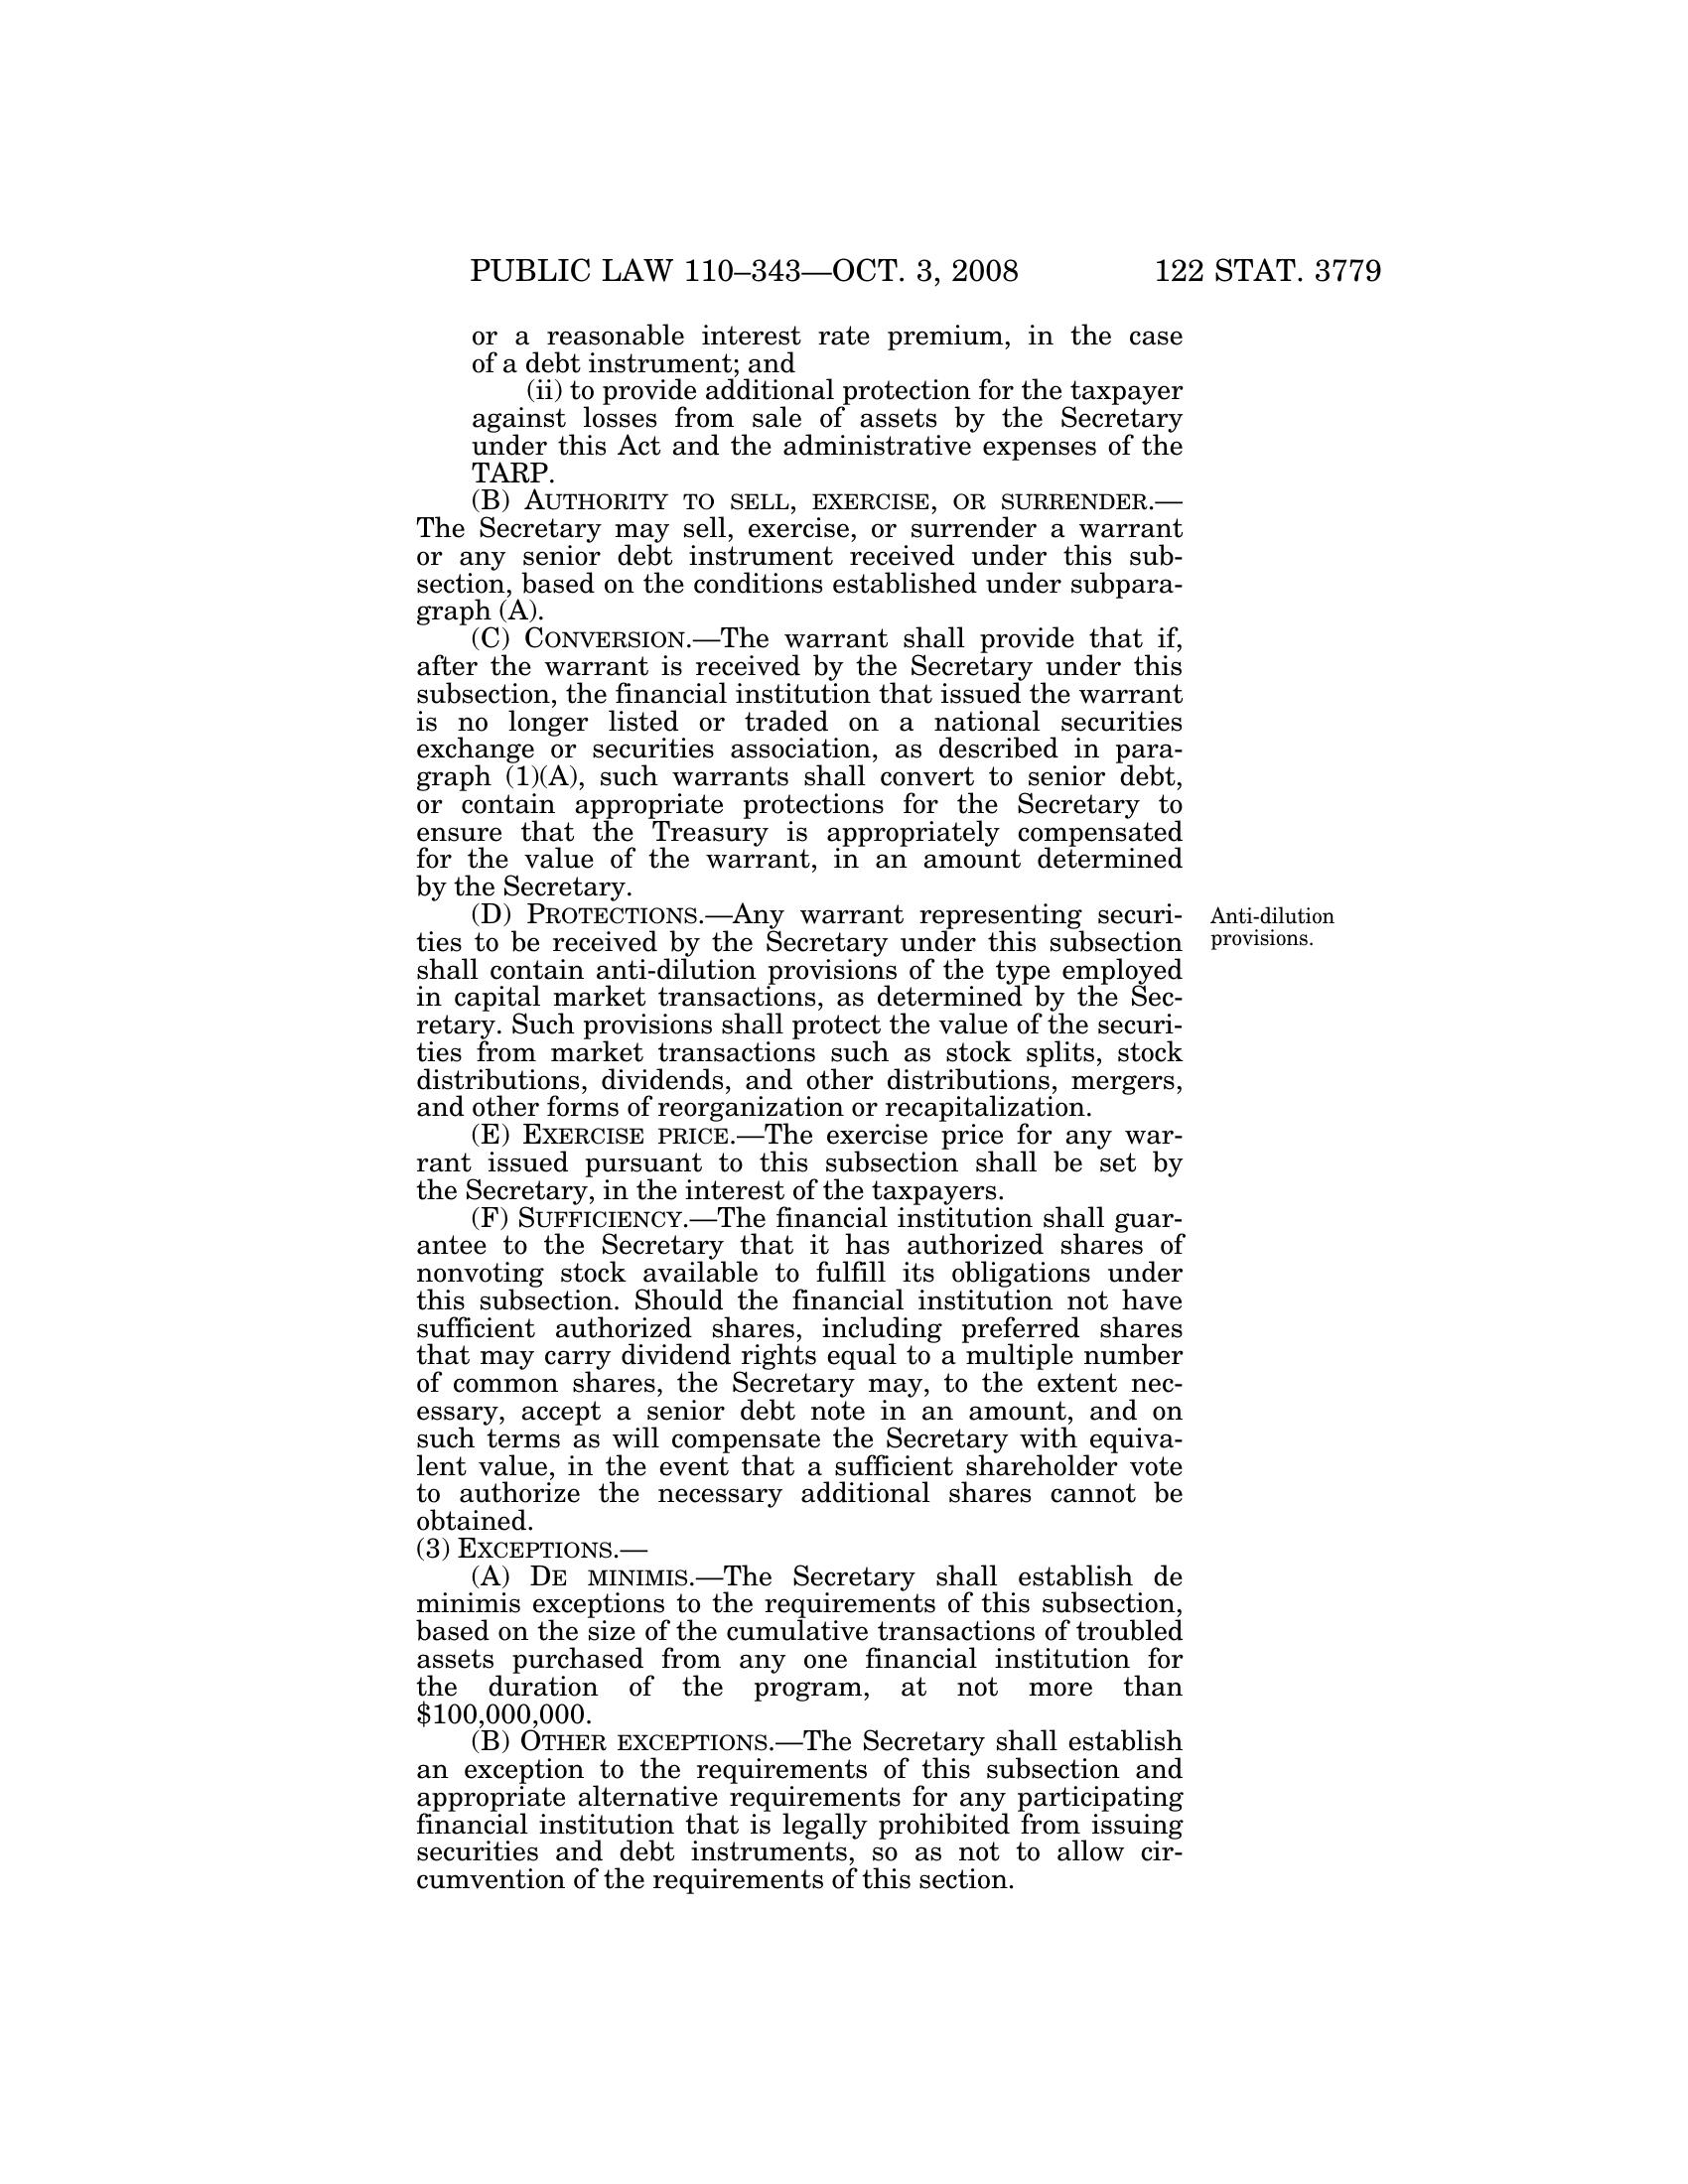 PUBLIC LAW 110–343—OCT. 3, 2008 122 STAT. 3779
or a reasonable interest rate premium, in the case
of a debt instrument; and
(ii) to provide additional protection for the taxpayer
against losses from sale of assets by the Secretary
under this Act and the administrative expenses of the
TARP.
(B) AUTHORITY TO SELL, EXERCISE, OR SURRENDER.—
The Secretary may sell, exercise, or surrender a warrant
or any senior debt instrument received under this sub-
section, based on the conditions established under subpara-
graph (A).
(C) CONVERSION.—The warrant shall provide that if,
after the warrant is received by the Secretary under this
subsection, the financial institution that issued the warrant
is no longer listed or traded on a national securities
exchange or securities association, as described in para-
graph (1)(A), such warrants shall convert to senior debt,
or contain appropriate protections for the Secretary to
ensure that the Treasury is appropriately compensated
for the value of the warrant, in an amount determined
by the Secretary.
(D) PROTECTIONS.—Any warrant representing securi-
ties to be received by the Secretary under this subsection
shall contain anti-dilution provisions of the type employed
in capital market transactions, as determined by the Sec-
retary. Such provisions shall protect the value of the securi-
ties from market transactions such as stock splits, stock
distributions, dividends, and other distributions, mergers,
and other forms of reorganization or recapitalization.
Anti-dilution
provisions.
(E) EXERCISE PRICE.—The exercise price for any war-
rant issued pursuant to this subsection shall be set by
the Secretary, in the interest of the taxpayers.
(F) SUFFICIENCY.—The financial institution shall guar-
antee to the Secretary that it has authorized shares of
nonvoting stock available to fulfill its obligations under
this subsection. Should the financial institution not have
sufficient authorized shares, including preferred shares
that may carry dividend rights equal to a multiple number
of common shares, the Secretary may, to the extent nec-
essary, accept a senior debt note in an amount, and on
such terms as will compensate the Secretary with equiva-
lent value, in the event that a sufficient shareholder vote
to authorize the necessary additional shares cannot be
obtained.
(3) EXCEPTIONS.—
(A) DE MINIMIS.—The Secretary shall establish de
minimis exceptions to the requirements of this subsection,
based on the size of the cumulative transactions of troubled
assets purchased from any one financial institution for
the duration of the program, at not more than
$100,000,000.
(B) OTHER EXCEPTIONS.—The Secretary shall establish
an exception to the requirements of this subsection and
appropriate alternative requirements for any participating
financial institution that is legally prohibited from issuing
securities and debt instruments, so as not to allow cir-
cumvention of the requirements of this section.